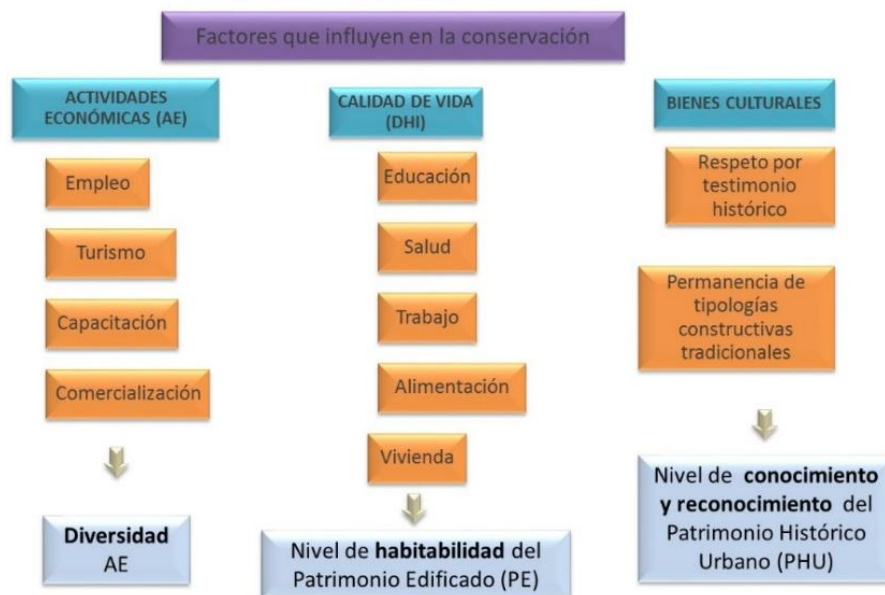 Factores que influyen en la conservación
ACTIVIDADES
ECONÓMICAS (AE)
Empleo
Turismo
Capacitación
Comercialización
Diversidad
AE
CALIDAD DE VIDA
(DHI)
Educación
Salud
Trabajo
Alimentación
Vivienda
Nivel de habitabilidad del
Patrimonio Edificado (PE)
BIENES CULTURALES
Respeto por
testimonio
histórico
Permanencia de
tipologías
constructivas
tradicionales
Nivel de conocimiento
y reconocimiento del
Patrimonio Histórico
Urbano (PHU)